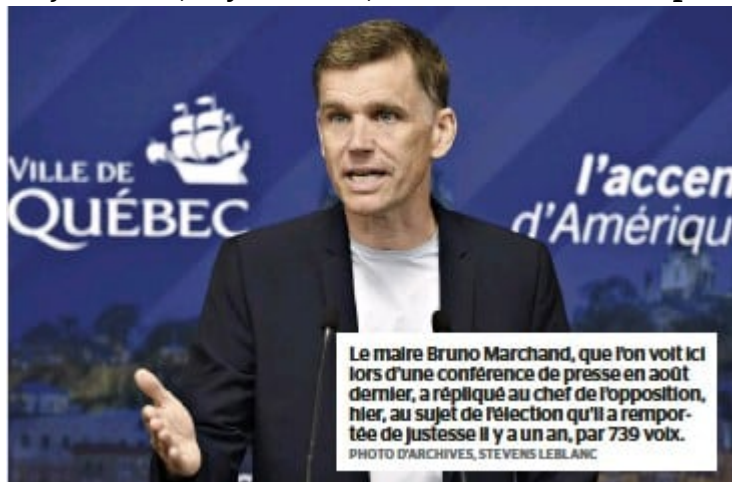 VILLE DE
QUÉBEC
l'accen
d'Amériqu
Le maire Bruno Marchand, que l'on voit ici
lors d'une conférence de presse en août
dernier, a répliqué au chef de l'opposition,
hier, au sujet de l'élection qu'il a rempor-
tée de justesse il y a un an, par 739 voix.
PHOTO D'ARCHIVES, STEVENS LEBLANC